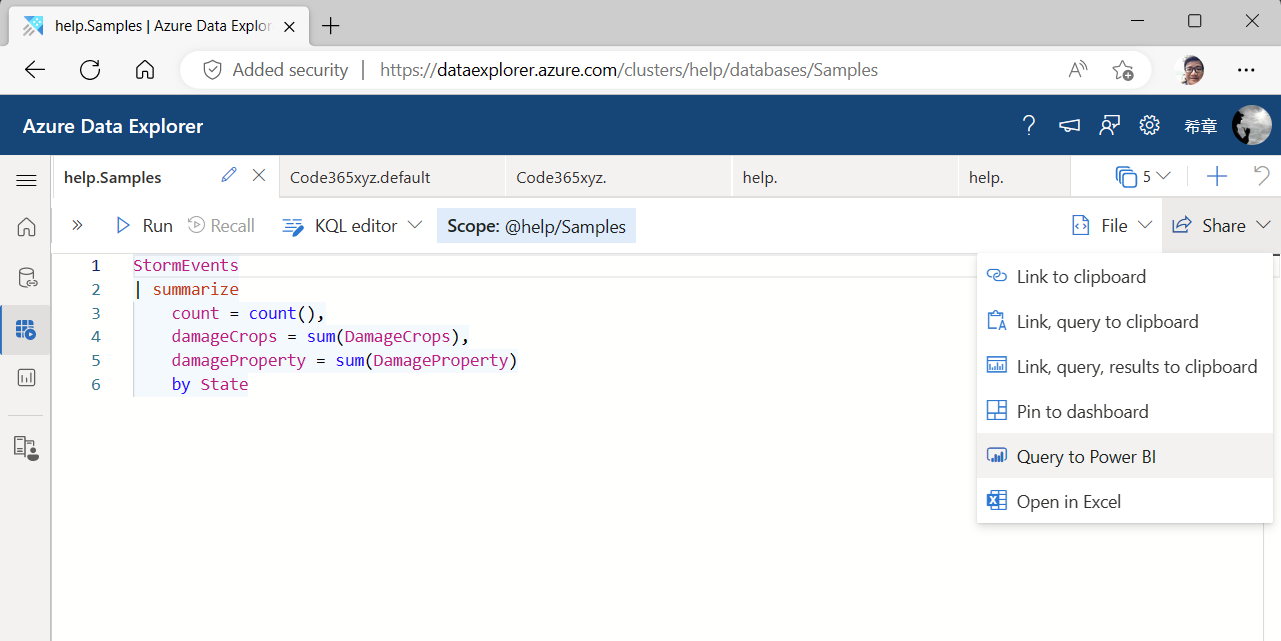 help.Samples | Azure Data Explor
Added security | https://dataexplorer.azure.com/clusters/help/databases/Samples
Azure Data Explorer
希章
help.Samples
Code365xyz.default
Code365xyz.
help.
help.
5
Run
Recall
KQL editor
Scope: @help/Samples
File
Share
1 StormEvents
2 | summarize
3 count = count(),
4 damageCrops = sum(DamageCrops),
5 damageProperty = sum(DamageProperty)
6 by State
Link to clipboard
Link, query to clipboard
Link, query, results to clipboard
Pin to dashboard
Query to Power BI
Open in Excel